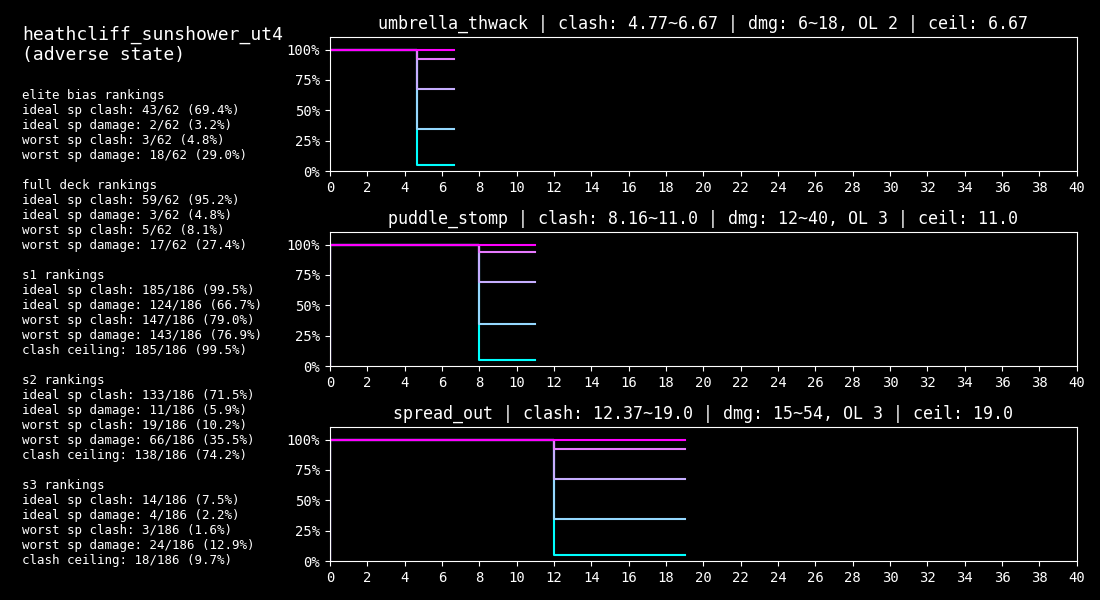 heathcliff_sunshower_ut4
(adverse state)
elite bias rankings
ideal sp clash: 43/62 (69.4%)
ideal sp damage: 2/62 (3.2%)
worst sp clash: 3/62 (4.8%)
worst sp damage: 18/62 (29.0%)
full deck rankings
ideal sp clash: 59/62 (95.2%)
ideal sp damage: 3/62 (4.8%)
worst sp clash: 5/62 (8.1%)
worst sp damage: 17/62 (27.4%)
s1 rankings
ideal sp clash: 185/186 (99.5%)
ideal sp damage: 124/186 (66.7%)
worst sp clash: 147/186 (79.0%)
worst sp damage: 143/186 (76.9%)
clash ceiling: 185/186 (99.5%)
s2 rankings
ideal sp clash: 133/186 (71.5%)
ideal sp damage: 11/186 (5.9%)
worst sp clash: 19/186 (10.2%)
worst sp damage: 66/186 (35.5%)
clash ceiling: 138/186 (74.2%)
s3 rankings
ideal sp clash: 14/186 (7.5%)
ideal sp damage: 4/186 (2.2%)
worst sp clash: 3/186 (1.6%)
worst sp damage: 24/186 (12.9%)
clash ceiling: 18/186 (9.7%)
umbrella_thwack | clash: 4.77~6.67 | dmg: 6~18, OL 2 | ceil: 6.67
100%
75%
50%
25%
0%
0 2 4 6 8 10 12 14 16 18 20 22 24 26 28 30 32 34 36 38 40
puddle_stomp | clash: 8.16~11.0 | dmg: 12~40, OL 3 | ceil: 11.0
100%
75%
50%
25%
0%
0 2 4 6 8 10 12 14 16 18 20 22 24 26 28 30 32 34 36 38 40
spread_out | clash: 12.37~19.0 | dmg: 15~54, OL 3 | ceil: 19.0
100%
75%
50%
25%
0%
0 2 4 6 8 10 12 14 16 18 20 22 24 26 28 30 32 34 36 38 40